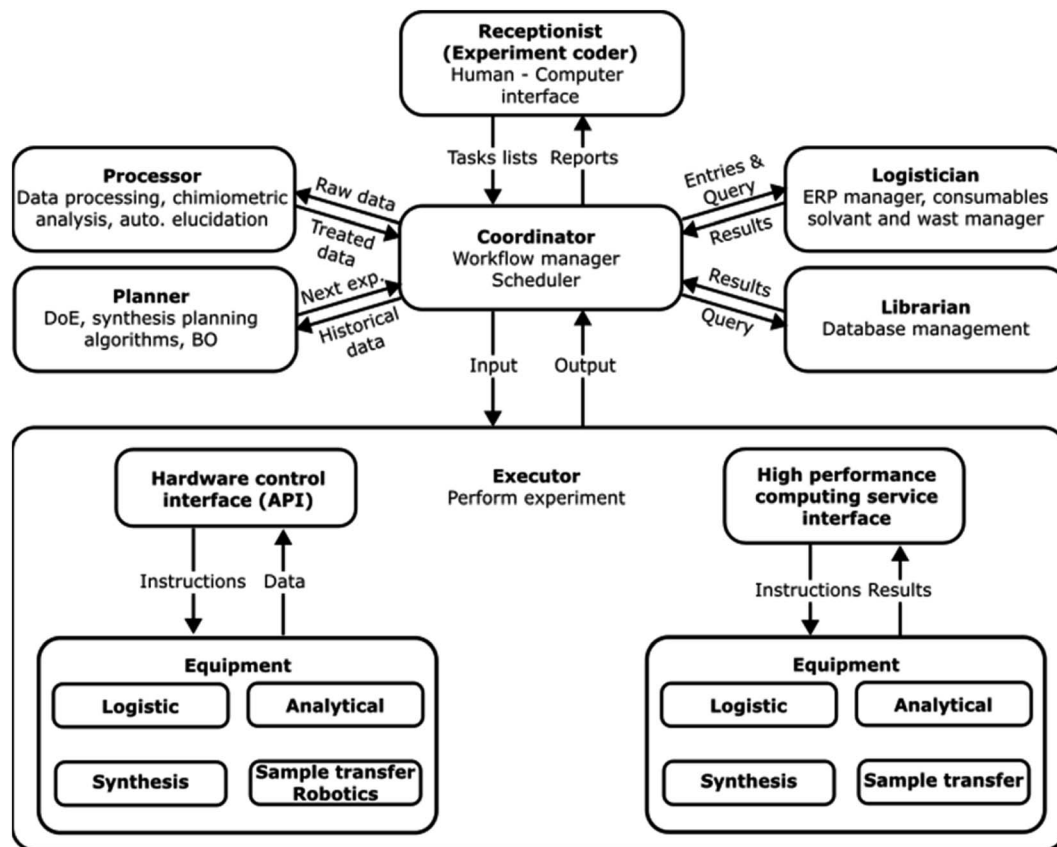 Receptionist
(Experiment coder)
Human - Computer
interface
Tasks lists
Reports
Processor
Data processing, chimiometric
analysis, auto. elucidation
Raw data
Treated
data
Entries &
Query
Results
Logistician
ERP manager, consumables
solvant and wast manager
Coordinator
Workflow manager
Scheduler
Planner
DoE, synthesis planning
algorithms, BO
Next exp.
Historical
data
Results
Query
Librarian
Database management
Input
Output
Executor
Perform experiment
Hardware control
interface (API)
Instructions
Data
Equipment
Logistic
Analytical
Synthesis
Sample transfer
Robotics
High performance
computing service
interface
Instructions
Results
Equipment
Logistic
Analytical
Synthesis
Sample transfer